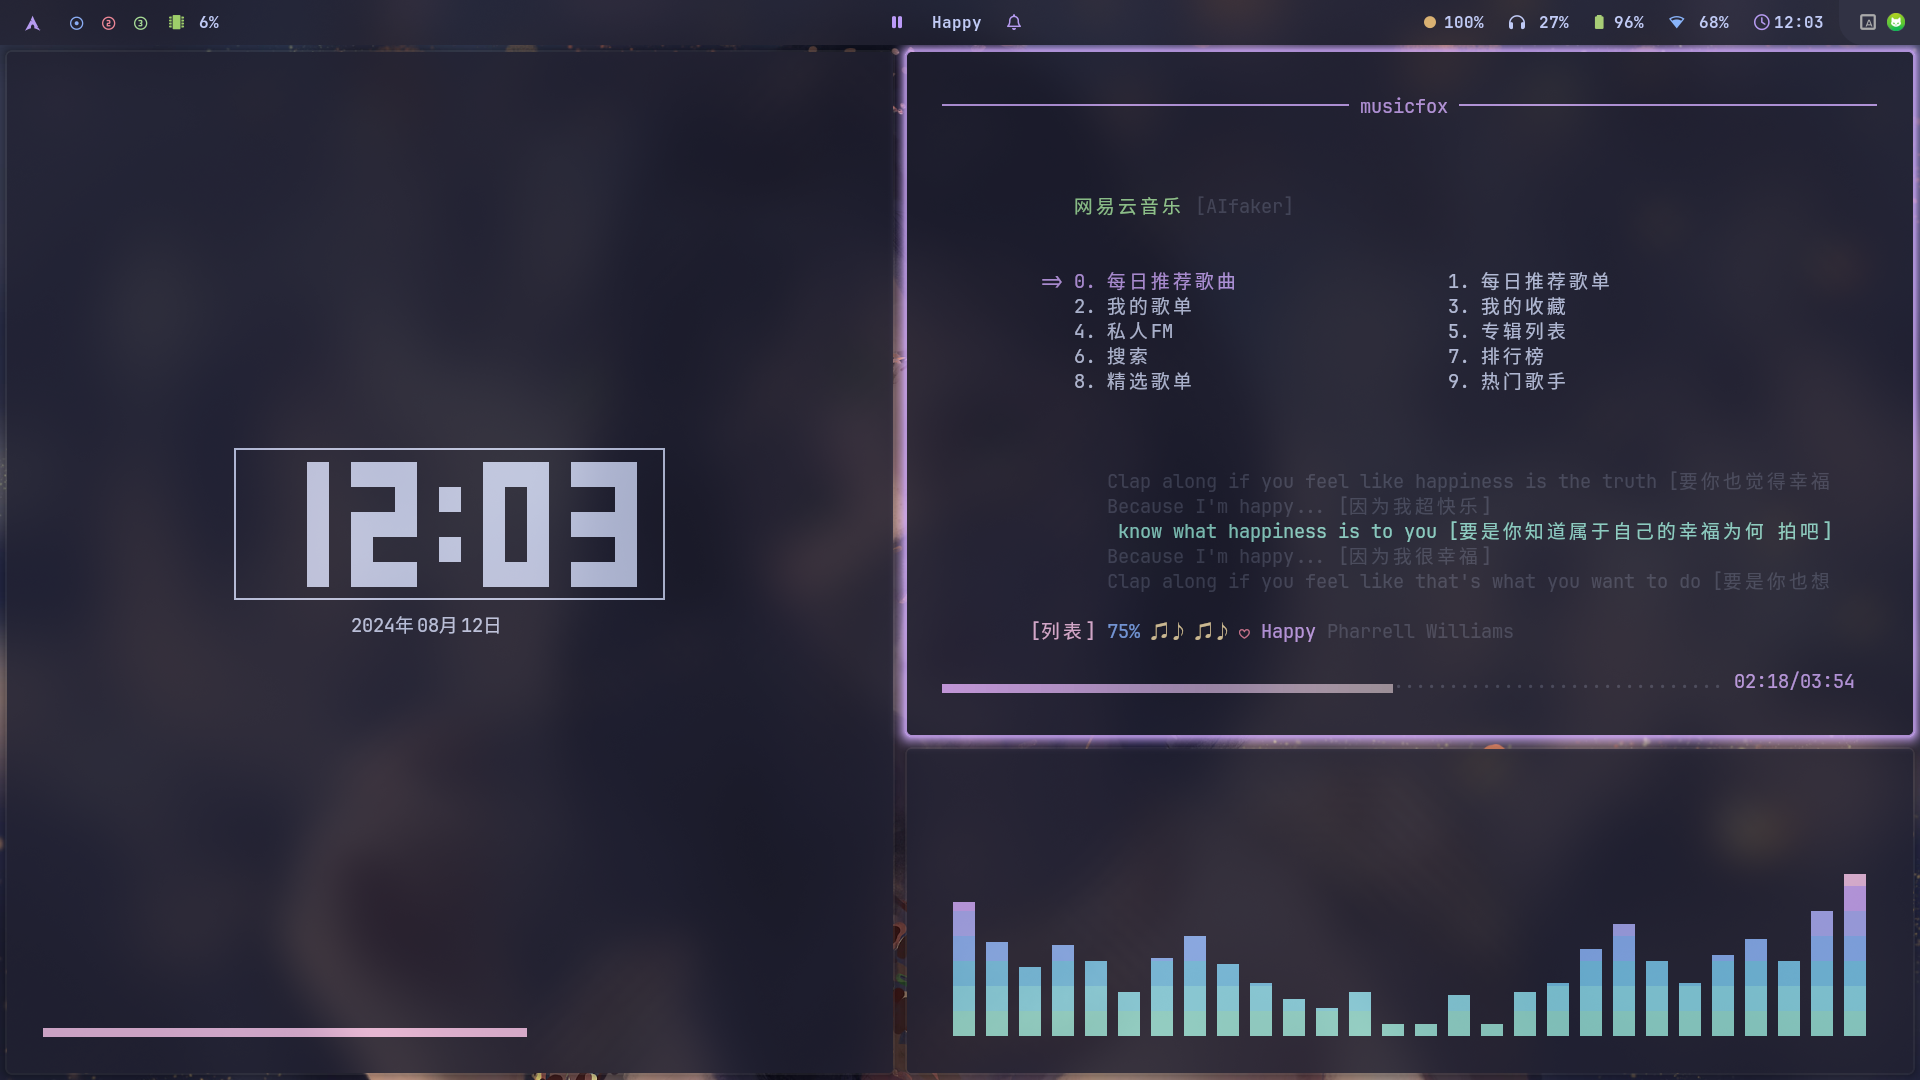 2 3 6% Happy 100% 27% 96% 68% 12:03 A
12:03
2024年08月12日
musicfox
网易云音乐 [AIfaker]
=> 0. 每日推荐歌曲 1. 每日推荐歌单
2. 我的歌单 3. 我的收藏
4. 私人FM 5. 专辑列表
6. 搜索 7. 排行榜
8. 精选歌单 9. 热门歌手
Clap along if you feel like happiness is the truth [要你也觉得幸福
Because I'm happy... [因为我超快乐]
know what happiness is to you [要是你知道属于自己的幸福为何 拍吧]
Because I'm happy... [因为我很幸福]
Clap along if you feel like that's what you want to do [要是你也想
[列表] 75% ♫♪ ♫♪ ♡ Happy Pharrell Williams
02:18/03:54